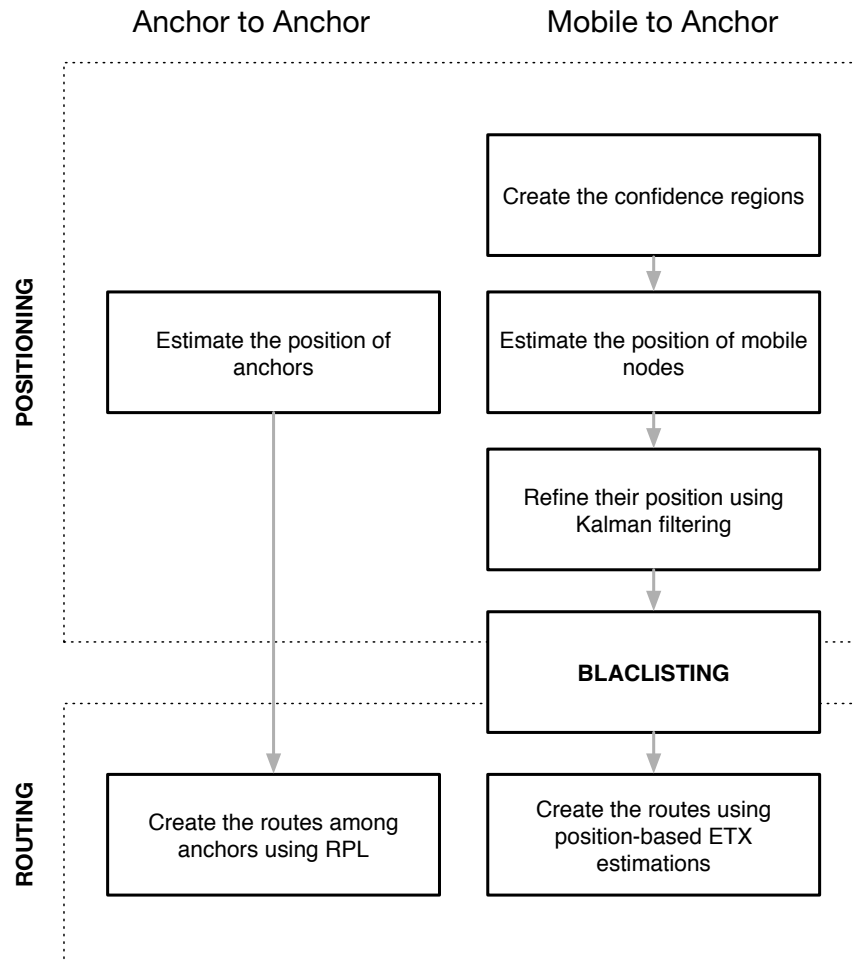 Anchor to Anchor
Mobile to Anchor
POSITIONING
Create the confidence regions
Estimate the position of
anchors
Estimate the position of mobile
nodes
Refine their position using
Kalman filtering
BLACLISTING
ROUTING
Create the routes among
anchors using RPL
Create the routes using
position-based ETX
estimations